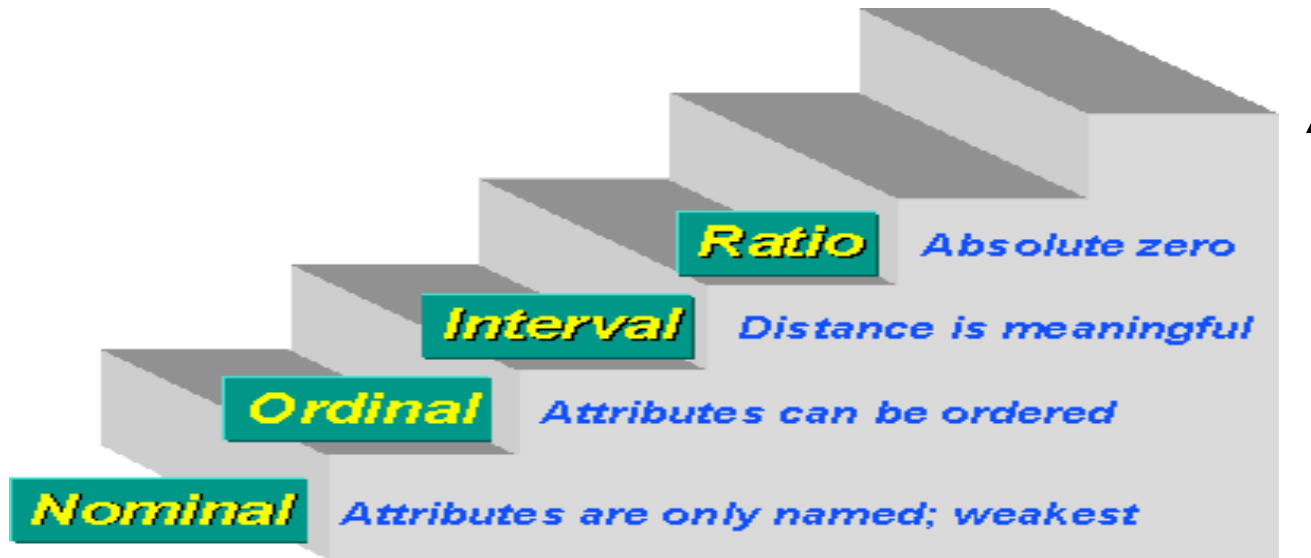 Ratio Absolute zero
Interval Distance is meaningful
Ordinal Attributes can be ordered
Nominal Attributes are only named; weakest